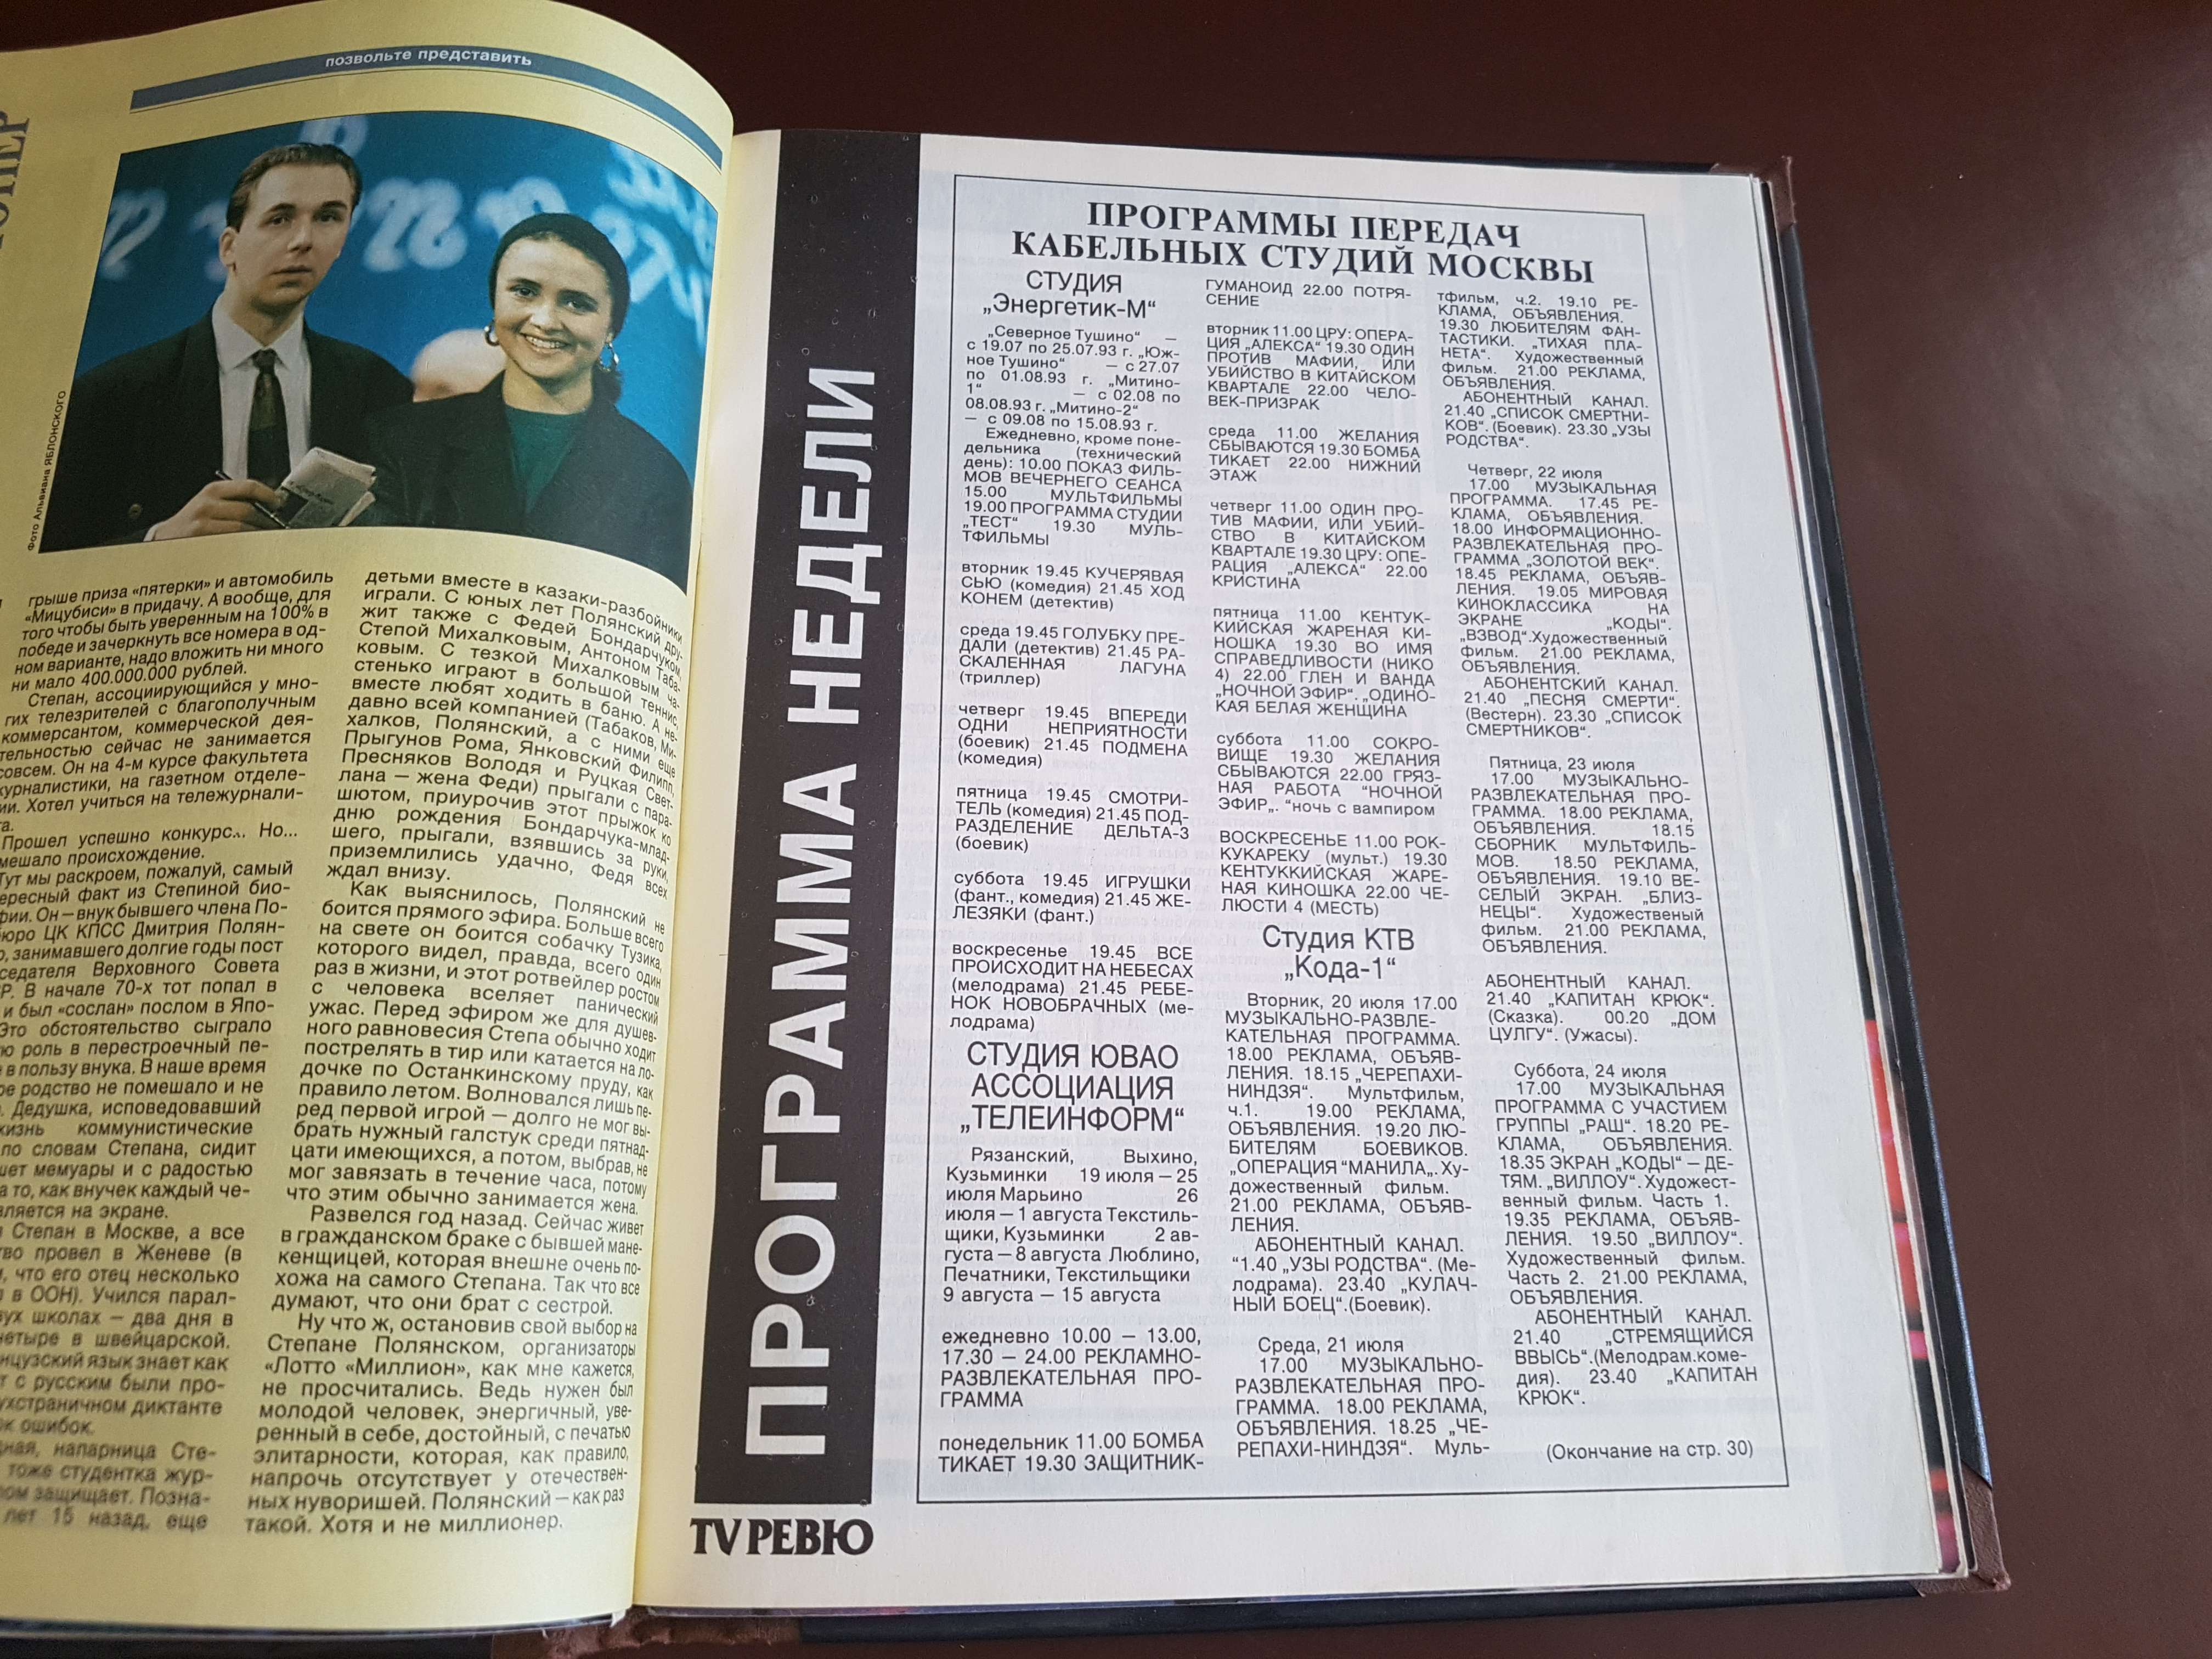 позвольте представить
Фото Альвиана ЯБЛОНСКОГО
грыше приза «пятерки» и автомобиль
«Мицубиси» в придачу. А вообще, для
того чтобы быть уверенным на 100% в
победе и зачеркнуть все номера в од-
ном варианте, надо вложить ни много
ни мало 400.000.000 рублей.
Степан, ассоциирующийся у мно-
гих телезрителей с благополучным
коммерсантом, коммерческой дея-
тельностью сейчас не занимается
совсем. Он на 4-м курсе факультета
журналистики, на газетном отделе-
ии. Хотел учиться на тележурнали-
Прошел успешно конкурс... Но...
мешало происхождение.
Тут мы раскроем, пожалуй, самый
ересный факт из Степиной био-
фии. Он — внук бывшего члена По-
бюро ЦК КПСС Дмитрия Полян-
о, занимавшего долгие годы пост
седателя Верховного Совета
Р. В начале 70-х тот попал в
и был «сослан» послом в Япо-
Это обстоятельство сыграло
ю роль в перестроечный пе-
в пользу внука. В наше время
ое родство не помешало и не
. Дедушка, исповедовавший
жизнь коммунистические
по словам Степана, сидит
шет мемуары и с радостью
а то, как внучек каждый че-
вляется на экране.
Степан в Москве, а все
тво провел в Женеве (в
, что его отец несколько
л в ООН). Учился парал-
вух школах — два дня в
четыре в швейцарской.
нцузский язык знает как
т с русским были про-
ухстраничном диктанте
ок ошибок.
ная, напарница Сте-
тоже студентка жур-
ом защищает. Позна-
лет 15 назад, еще
детьми вместе в казаки-разбойники
играли. С юных лет Полянский дру-
жит также с Федей Бондарчуком,
Степой Михалковым, Антоном Таба-
ковым. С тезкой Михалковым ча-
стенько играют в большой теннис,
вместе любят ходить в баню. А не-
давно всей компанией (Табаков, Ми-
халков, Полянский, а с ними еще
Прыгунов Рома, Янковский Филипп,
Пресняков Володя и Руцкая Свет-
лана — жена Феди) прыгали с пара-
шютом, приурочив этот прыжок ко
дню рождения Бондарчука-млад-
шего, прыгали, взявшись за руки,
приземлились удачно, Федя всех
ждал внизу.
Как выяснилось, Полянский не
боится прямого эфира. Больше всего
на свете он боится собачку Тузика,
которого видел, правда, всего один
раз в жизни, и этот ротвейлер ростом
с человека вселяет панический
ужас. Перед эфиром же для душев-
ного равновесия Степа обычно ходит
пострелять в тир или катается на ло-
дочке по Останкинскому пруду, как
правило летом. Волновался лишь пе-
ред первой игрой — долго не мог вы-
брать нужный галстук среди пятнад-
цати имеющихся, а потом, выбрав, не
мог завязать в течение часа, потому
что этим обычно занимается жена.
Развелся год назад. Сейчас живет
в гражданском браке с бывшей мане-
кенщицей, которая внешне очень по-
хожа на самого Степана. Так что все
думают, что они брат с сестрой.
Ну что ж, остановив свой выбор на
Степане Полянском, организаторы
«Лотто «Миллион», как мне кажется,
не просчитались. Ведь нужен был
молодой человек, энергичный, уве-
ренный в себе, достойный, с печатью
элитарности, которая, как правило,
напрочь отсутствует у отечествен-
ных нуворишей. Полянский — как раз
такой. Хотя и не миллионер.
ПРОГРАММА НЕДЕЛИ
TV РЕВЮ
ПРОГРАММЫ ПЕРЕДАЧ
КАБЕЛЬНЫХ СТУДИЙ МОСКВЫ
СТУДИЯ
„Энергетик-М“
„Северное Тушино“ —
с 19.07 по 25.07.93 г. „Юж-
ное Тушино“ — с 27.07
по 01.08.93 г. „Митино-
1“ — с 02.08 по
08.08.93 г. „Митино-2“
— с 09.08 по 15.08.93 г.
Ежедневно, кроме поне-
дельника (технический
день): 10.00 ПОКАЗ ФИЛЬ-
МОВ ВЕЧЕРНЕГО СЕАНСА
15.00 МУЛЬТФИЛЬМЫ
19.00 ПРОГРАММА СТУДИИ
„ТЕСТ“ 19.30 МУЛЬ-
ТФИЛЬМЫ
вторник 19.45 КУЧЕРЯВАЯ
СЬЮ (комедия) 21.45 ХОД
КОНЕМ (детектив)
среда 19.45 ГОЛУБКУ ПРЕ-
ДАЛИ (детектив) 21.45 РА-
СКАЛЕННАЯ ЛАГУНА
(триллер)
четверг 19.45 ВПЕРЕДИ
ОДНИ НЕПРИЯТНОСТИ
(боевик) 21.45 ПОДМЕНА
(комедия)
пятница 19.45 СМОТРИ-
ТЕЛЬ (комедия) 21.45 ПОД-
РАЗДЕЛЕНИЕ ДЕЛЬТА-3
(боевик)
суббота 19.45 ИГРУШКИ
(фант., комедия) 21.45 ЖЕ-
ЛЕЗЯКИ (фант.)
воскресенье 19.45 ВСЕ
ПРОИСХОДИТ НА НЕБЕСАХ
(мелодрама) 21.45 РЕБЕ-
НОК НОВОБРАЧНЫХ (ме-
лодрама)
СТУДИЯ ЮВАО
АССОЦИАЦИЯ
„ТЕЛЕИНФОРМ“
Рязанский, Выхино,
Кузьминки 19 июля — 25
июля Марьино 26
июля — 1 августа Текстиль-
щики, Кузьминки 2 ав-
густа — 8 августа Люблино,
Печатники, Текстильщики
9 августа — 15 августа
ежедневно 10.00 — 13.00,
17.30 — 24.00 РЕКЛАМНО-
РАЗВЛЕКАТЕЛЬНАЯ ПРО-
ГРАММА
понедельник 11.00 БОМБА
ТИКАЕТ 19.30 ЗАЩИТНИК-
ГУМАНОИД 22.00 ПОТРЯ-
СЕНИЕ
вторник 11.00 ЦРУ: ОПЕРА-
ЦИЯ „АЛЕКСА“ 19.30 ОДИН
ПРОТИВ МАФИИ, ИЛИ
УБИЙСТВО В КИТАЙСКОМ
КВАРТАЛЕ 22.00 ЧЕЛО-
ВЕК-ПРИЗРАК
среда 11.00 ЖЕЛАНИЯ
СБЫВАЮТСЯ 19.30 БОМБА
ТИКАЕТ 22.00 НИЖНИЙ
ЭТАЖ
четверг 11.00 ОДИН ПРО-
ТИВ МАФИИ, ИЛИ УБИЙ-
СТВО В КИТАЙСКОМ
КВАРТАЛЕ 19.30 ЦРУ: ОПЕ-
РАЦИЯ „АЛЕКСА“ 22.00
КРИСТИНА
пятница 11.00 КЕНТУК-
КИЙСКАЯ ЖАРЕНАЯ КИ-
НОШКА 19.30 ВО ИМЯ
СПРАВЕДЛИВОСТИ (НИКО
4) 22.00 ГЛЕН И ВАНДА
„НОЧНОЙ ЭФИР“. „ОДИНО-
КАЯ БЕЛАЯ ЖЕНЩИНА
суббота 11.00 СОКРО-
ВИЩЕ 19.30 ЖЕЛАНИЯ
СБЫВАЮТСЯ 22.00 ГРЯЗ-
НАЯ РАБОТА “НОЧНОЙ
ЭФИР„. “ночь с вампиром
ВОСКРЕСЕНЬЕ 11.00 РОК-
КУКАРЕКУ (мульт.) 19.30
КЕНТУККИЙСКАЯ ЖАРЕ-
НАЯ КИНОШКА 22.00 ЧЕ-
ЛЮСТИ 4 (МЕСТЬ)
Студия КТВ
„Кода-1“
Вторник, 20 июля 17.00
МУЗЫКАЛЬНО-РАЗВЛЕ-
КАТЕЛЬНАЯ ПРОГРАММА.
18.00 РЕКЛАМА, ОБЪЯВ-
ЛЕНИЯ. 18.15 „ЧЕРЕПАХИ-
НИНДЗЯ“. Мультфильм,
ч.1. 19.00 РЕКЛАМА,
ОБЪЯВЛЕНИЯ. 19.20 ЛЮ-
БИТЕЛЯМ БОЕВИКОВ.
„ОПЕРАЦИЯ “МАНИЛА„. Ху-
дожественный фильм.
21.00 РЕКЛАМА, ОБЪЯВ-
ЛЕНИЯ.
АБОНЕНТНЫЙ КАНАЛ.
“1.40 „УЗЫ РОДСТВА“. (Ме-
лодрама). 23.40 „КУЛАЧ-
НЫЙ БОЕЦ“.(Боевик).
Среда, 21 июля
17.00 МУЗЫКАЛЬНО-
РАЗВЛЕКАТЕЛЬНАЯ ПРО-
ГРАММА. 18.00 РЕКЛАМА,
ОБЪЯВЛЕНИЯ. 18.25 „ЧЕ-
РЕПАХИ-НИНДЗЯ“. Муль-
тфильм, ч.2. 19.10 РЕ-
КЛАМА, ОБЪЯВЛЕНИЯ.
19.30 ЛЮБИТЕЛЯМ ФАН-
ТАСТИКИ. „ТИХАЯ ПЛА-
НЕТА“. Художественный
фильм. 21.00 РЕКЛАМА,
ОБЪЯВЛЕНИЯ.
АБОНЕНТНЫЙ КАНАЛ.
21.40 „СПИСОК СМЕРТНИ-
КОВ“. (Боевик). 23.30 „УЗЫ
РОДСТВА“.
Четверг, 22 июля
17.00 МУЗЫКАЛЬНАЯ
ПРОГРАММА. 17.45 РЕ-
КЛАМА, ОБЪЯВЛЕНИЯ.
18.00 ИНФОРМАЦИОННО-
РАЗВЛЕКАТЕЛЬНАЯ ПРО-
ГРАММА „ЗОЛОТОЙ ВЕК“.
18.45 РЕКЛАМА, ОБЪЯВ-
ЛЕНИЯ. 19.05 МИРОВАЯ
КИНОКЛАССИКА НА
ЭКРАНЕ „КОДЫ“.
„ВЗВОД“.Художественный
фильм. 21.00 РЕКЛАМА,
ОБЪЯВЛЕНИЯ.
АБОНЕНТСКИЙ КАНАЛ.
21.40 „ПЕСНЯ СМЕРТИ“.
(Вестерн). 23.30 „СПИСОК
СМЕРТНИКОВ“.
Пятница, 23 июля
17.00 МУЗЫКАЛЬНО-
РАЗВЛЕКАТЕЛЬНАЯ ПРО-
ГРАММА. 18.00 РЕКЛАМА,
ОБЪЯВЛЕНИЯ. 18.15
СБОРНИК МУЛЬТФИЛЬ-
МОВ. 18.50 РЕКЛАМА,
ОБЪЯВЛЕНИЯ. 19.10 ВЕ-
СЕЛЫЙ ЭКРАН. „БЛИЗ-
НЕЦЫ“. Художественый
фильм. 21.00 РЕКЛАМА,
ОБЪЯВЛЕНИЯ.
АБОНЕНТНЫЙ КАНАЛ.
21.40 „КАПИТАН КРЮК“.
(Сказка). 00.20 „ДОМ
ЦУЛГУ“. (Ужасы).
Суббота, 24 июля
17.00 МУЗЫКАЛЬНАЯ
ПРОГРАММА С УЧАСТИЕМ
ГРУППЫ „РАШ“. 18.20 РЕ-
КЛАМА, ОБЪЯВЛЕНИЯ.
18.35 ЭКРАН „КОДЫ“ — ДЕ-
ТЯМ. „ВИЛЛОУ“. Художест-
венный фильм. Часть 1.
19.35 РЕКЛАМА, ОБЪЯВ-
ЛЕНИЯ. 19.50 „ВИЛЛОУ“.
Художественный фильм.
Часть 2. 21.00 РЕКЛАМА,
ОБЪЯВЛЕНИЯ.
АБОНЕНТНЫЙ КАНАЛ.
21.40 „СТРЕМЯЩИЙСЯ
ВВЫСЬ“.(Мелодрам.коме-
дия). 23.40 „КАПИТАН
КРЮК“.
(Окончание на стр. 30)